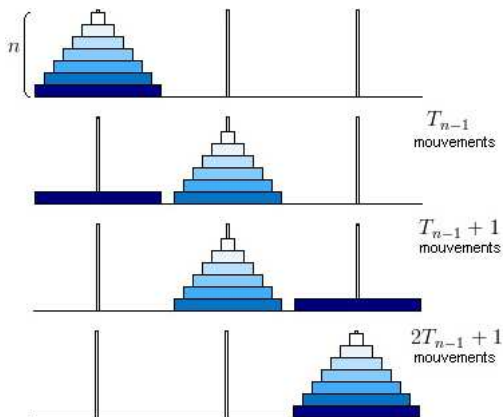 n
T_{n-1}
mouvements
T_{n-1} + 1
mouvements
2T_{n-1} + 1
mouvements